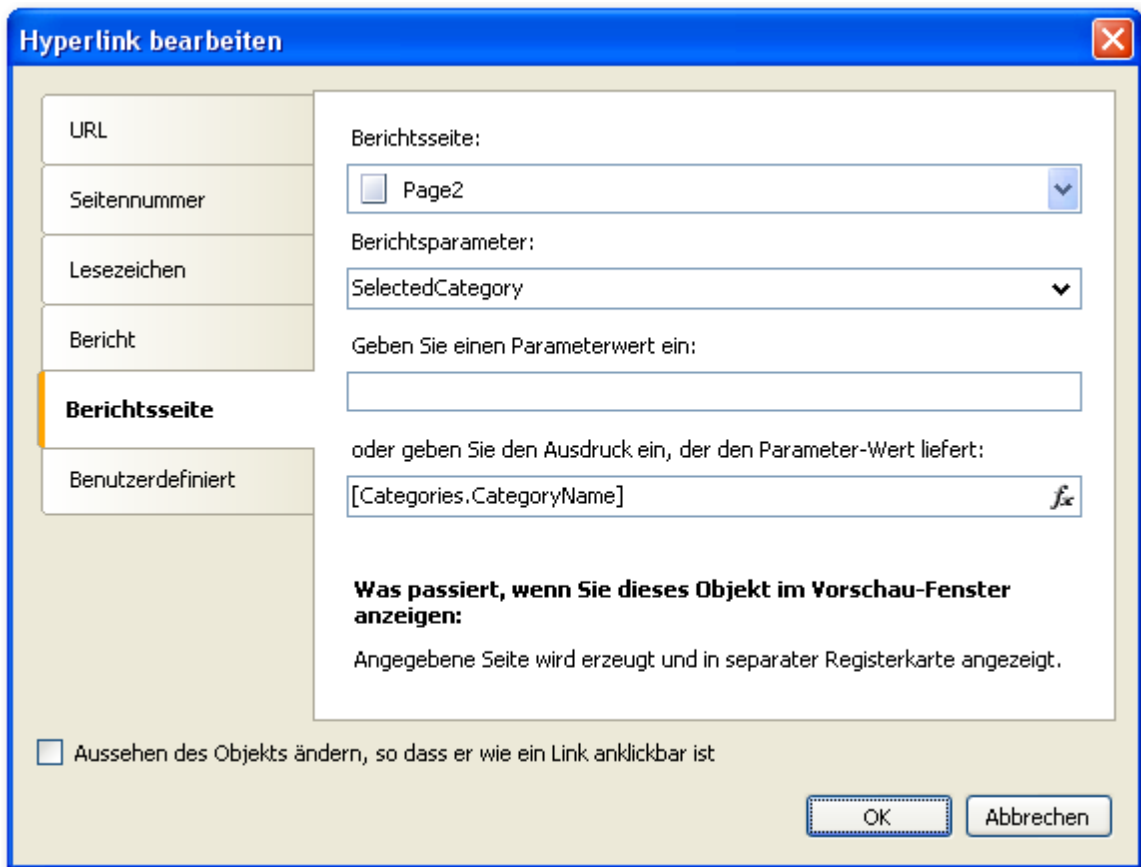 Hyperlink bearbeiten
URL
Seitennummer
Lesezeichen
Bericht
Berichtsseite
Benutzerdefiniert
Berichtsseite:
Page2
Berichtsparameter:
SelectedCategory
Geben Sie einen Parameterwert ein:
oder geben Sie den Ausdruck ein, der den Parameter-Wert liefert:
[Categories.CategoryName]
fx
Was passiert, wenn Sie dieses Objekt im Vorschau-Fenster
anzeigen:
Angegebene Seite wird erzeugt und in separater Registerkarte angezeigt.
Aussehen des Objekts ändern, so dass er wie ein Link anklickbar ist
OK
Abbrechen